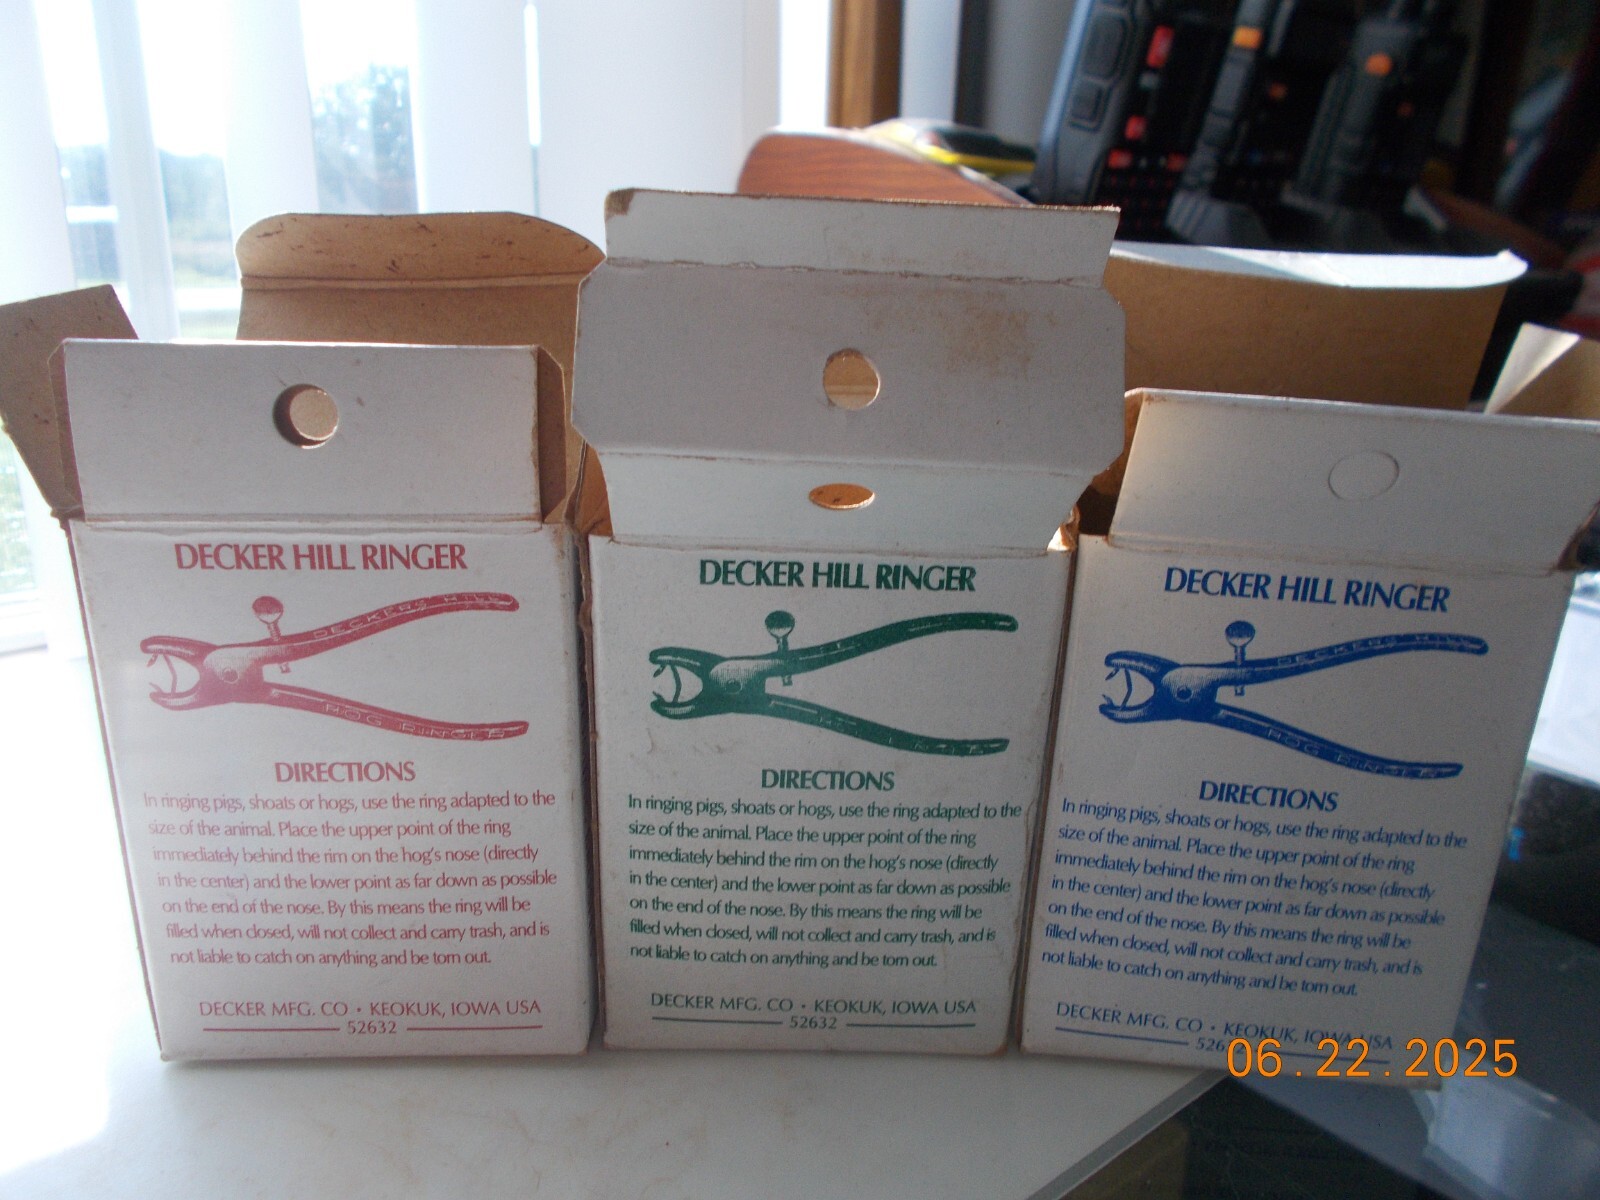 DECKER HILL RINGER
DECKERS HILL
HOG RINGER
DIRECTIONS
In ringing pigs, shoats or hogs, use the ring adapted to the
size of the animal. Place the upper point of the ring
immediately behind the rim on the hog's nose (directly
in the center) and the lower point as far down as possible
on the end of the nose. By this means the ring will be
filled when closed, will not collect and carry trash, and is
not liable to catch on anything and be torn out.
DECKER MFG. CO • KEOKUK, IOWA USA
52632
DECKER HILL RINGER
DIRECTIONS
In ringing pigs, shoats or hogs, use the ring adapted to the
size of the animal. Place the upper point of the ring
immediately behind the rim on the hog's nose (directly
in the center) and the lower point as far down as possible
on the end of the nose. By this means the ring will be
filled when closed, will not collect and carry trash, and is
not liable to catch on anything and be torn out.
DECKER MFG. CO • KEOKUK, IOWA USA
52632
DECKER HILL RINGER
DECKERS HILL
HOG RINGER
DIRECTIONS
In ringing pigs, shoats or hogs, use the ring adapted to the
size of the animal. Place the upper point of the ring
immediately behind the rim on the hog's nose (directly
in the center) and the lower point as far down as possible
on the end of the nose. By this means the ring will be
filled when closed, will not collect and carry trash, and is
not liable to catch on anything and be torn out.
DECKER MFG. CO • KEOKUK, IOWA USA
526
06.22.2025